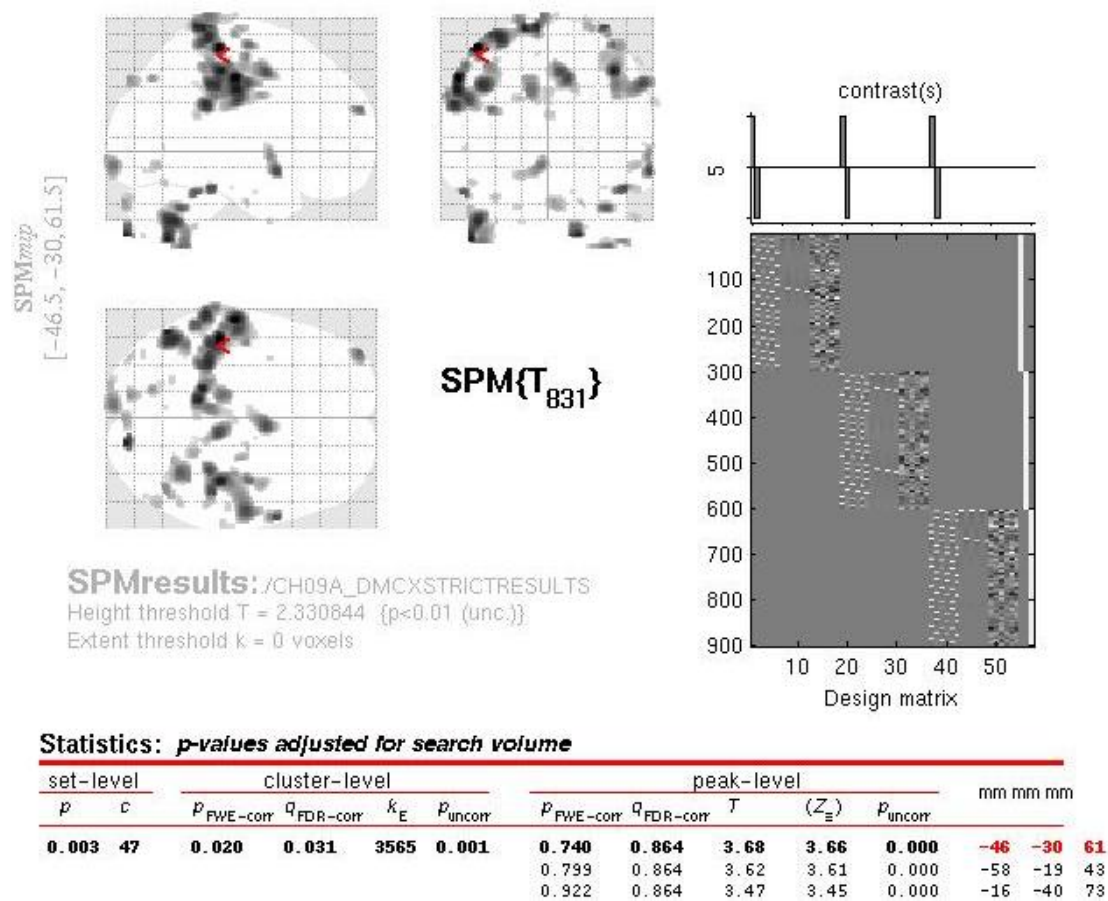 SPMmip
[-46.5, -30, 61.5]
SPM{T831}
contrast(s)
5
100
200
300
400
500
600
700
800
900
10 20 30 40 50
Design matrix
SPMresults: ./CH09A_DMCXSTRICTRESULTS
Height threshold T = 2.330844 {p<0.01 (unc.)}
Extent threshold k = 0 voxels
Statistics: p-values adjusted for search volume
set-level cluster-level peak-level mm mm mm
p c pFWE-corr qFDR-corr kE puncorr pFWE-corr qFDR-corr T (Z≡) puncorr
0.003 47 0.020 0.031 3565 0.001 0.740 0.864 3.68 3.66 0.000 -46 -30 61
0.799 0.864 3.62 3.61 0.000 -58 -19 43
0.922 0.864 3.47 3.45 0.000 -16 -40 73